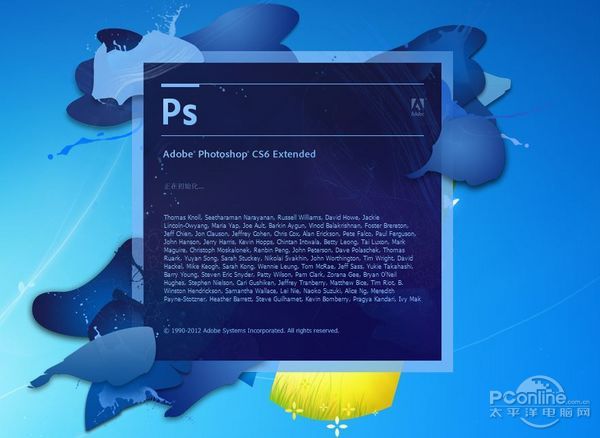 Ps
Adobe
Adobe® Photoshop® CS6 Extended
正在初始化...
Thomas Knoll, Seetharaman Narayanan, Russell Williams, David Howe, Jackie
Lincoln-Owyang, Maria Yap, Joe Ault, Barkin Aygun, Vinod Balakrishnan, Foster Brereton,
Jeff Chien, Jon Clauson, Jeffrey Cohen, Chris Cox, Alan Erickson, Pete Falco, Paul Ferguson,
John Hanson, Jerry Harris, Kevin Hopps, Chintan Intwala, Betty Leong, Tai Luxon, Mark
Maguire, Christoph Moskalonek, Renbin Peng, John Peterson, Dave Polaschek, Thomas
Ruark, Yuyan Song, Sarah Stuckey, Nikolai Svakhin, John Worthington, Tim Wright, David
Hackel, Mike Keogh, Sarah Kong, Wennie Leung, Tom McRae, Jeff Sass, Yukie Takahashi,
Barry Young, Steven Eric Snyder, Patty Wilson, Pam Clark, Zorana Gee, Bryan O'Neil
Hughes, Stephen Nielson, Cari Gushiken, Jeffrey Tranberry, Matthew Bice, Tim Riot, B.
Winston Hendrickson, Samantha Wallace, Lei Nie, Naoko Suzuki, Alice Ng, Meredith
Payne-Stotzner, Heather Barrett, Steve Guilhamet, Kevin Bomberry, Pragya Kandari, Ivy Mak
© 1990-2012 Adobe Systems Incorporated. All rights reserved.
PConline
.com.cn
太平洋电脑网